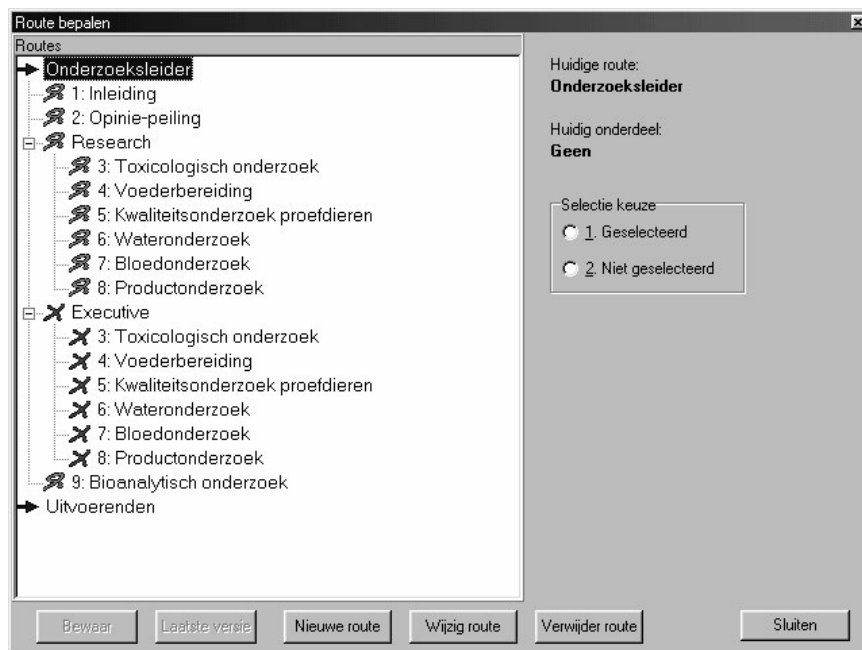 Route bepalen
Routes
Onderzoeksleider
1: Inleiding
2: Opinie-peiling
Research
3: Toxicologisch onderzoek
4: Voederbereiding
5: Kwaliteitsonderzoek proefdieren
6: Wateronderzoek
7: Bloedonderzoek
8: Productonderzoek
Executive
3: Toxicologisch onderzoek
4: Voederbereiding
5: Kwaliteitsonderzoek proefdieren
6: Wateronderzoek
7: Bloedonderzoek
8: Productonderzoek
9: Bioanalytisch onderzoek
Uitvoerenden
Huidige route:
Onderzoeksleider
Huidig onderdeel:
Geen
Selectie keuze
1. Geselecteerd
2. Niet geselecteerd
Bewaar Laatste versie Nieuwe route Wijzig route Verwijder route Sluiten